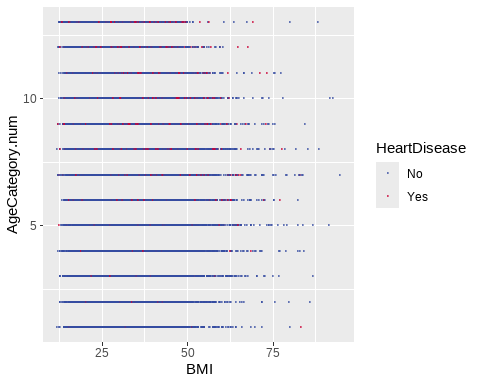 AgeCategory.num
10
5
25
50
75
BMI
HeartDisease
No
Yes